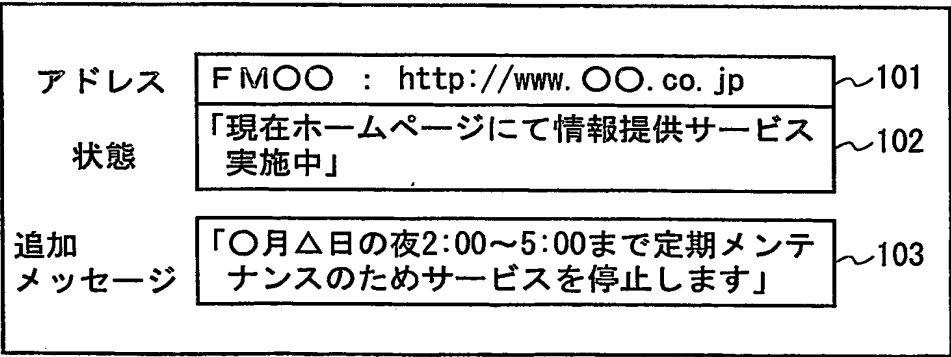 アドレス FM〇〇 : http://www.〇〇.co.jp 101
状態 「現在ホームページにて情報提供サービス 102
実施中」
追加 「〇月△日の夜2:00～5:00まで定期メンテ 103
メッセージ ナンスのためサービスを停止します」